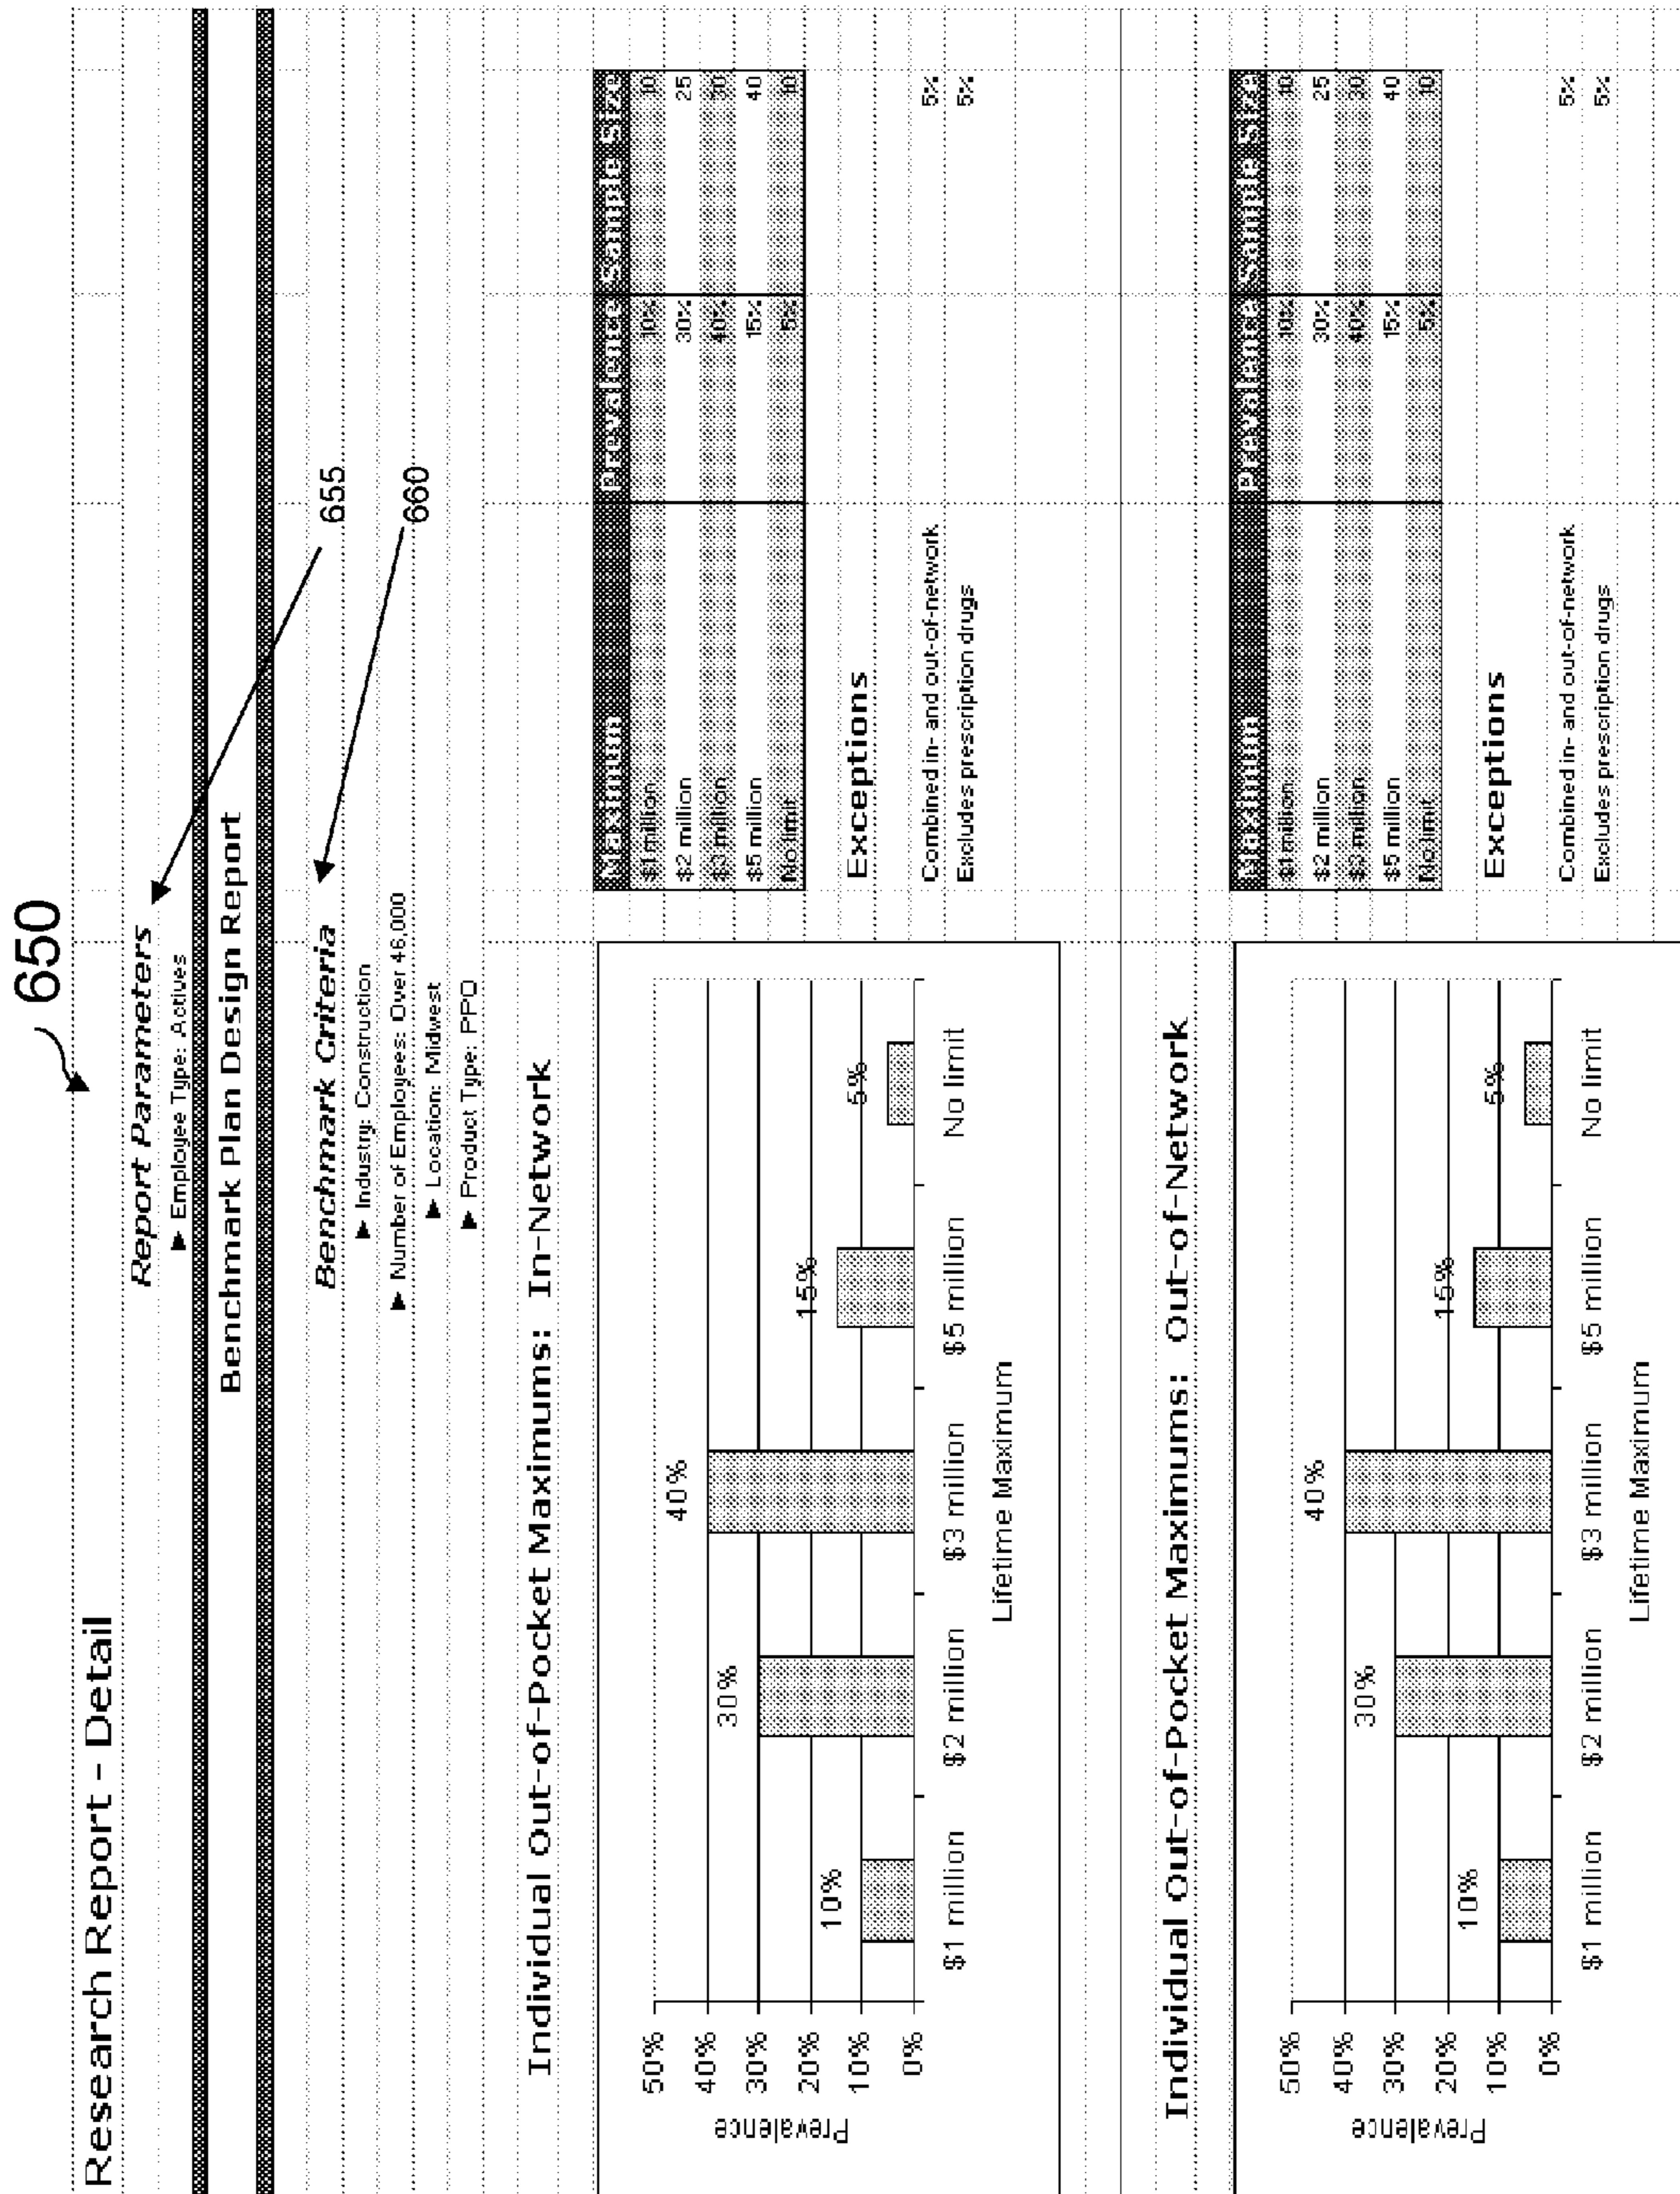 650
Research Report - Detail
Report Parameters
► Employee Type: Actives
655
Benchmark Plan Design Report
Benchmark Criteria
660
► Industry: Construction
► Number of Employees: Over 46,000
► Location: Midwest
► Product Type: PPO
Individual Out-of-Pocket Maximums: In-Network
Prevalence
50%
40%
30%
20%
10%
0%
10%
30%
40%
15%
5%
$1 million $2 million $3 million $5 million No limit
Lifetime Maximum
Maximum Prevalence Sample Size
$1 million 10% 10
$2 million 30% 25
$3 million 40% 30
$5 million 15% 40
No limit 5% 10
Exceptions
Combined in- and out-of-network 5%
Excludes prescription drugs 5%
Individual Out-of-Pocket Maximums: Out-of-Network
Prevalence
50%
40%
30%
20%
10%
0%
10%
30%
40%
15%
5%
$1 million $2 million $3 million $5 million No limit
Lifetime Maximum
Maximum Prevalence Sample Size
$1 million 10% 10
$2 million 30% 25
$3 million 40% 30
$5 million 15% 40
No limit 5% 10
Exceptions
Combined in- and out-of-network 5%
Excludes prescription drugs 5%